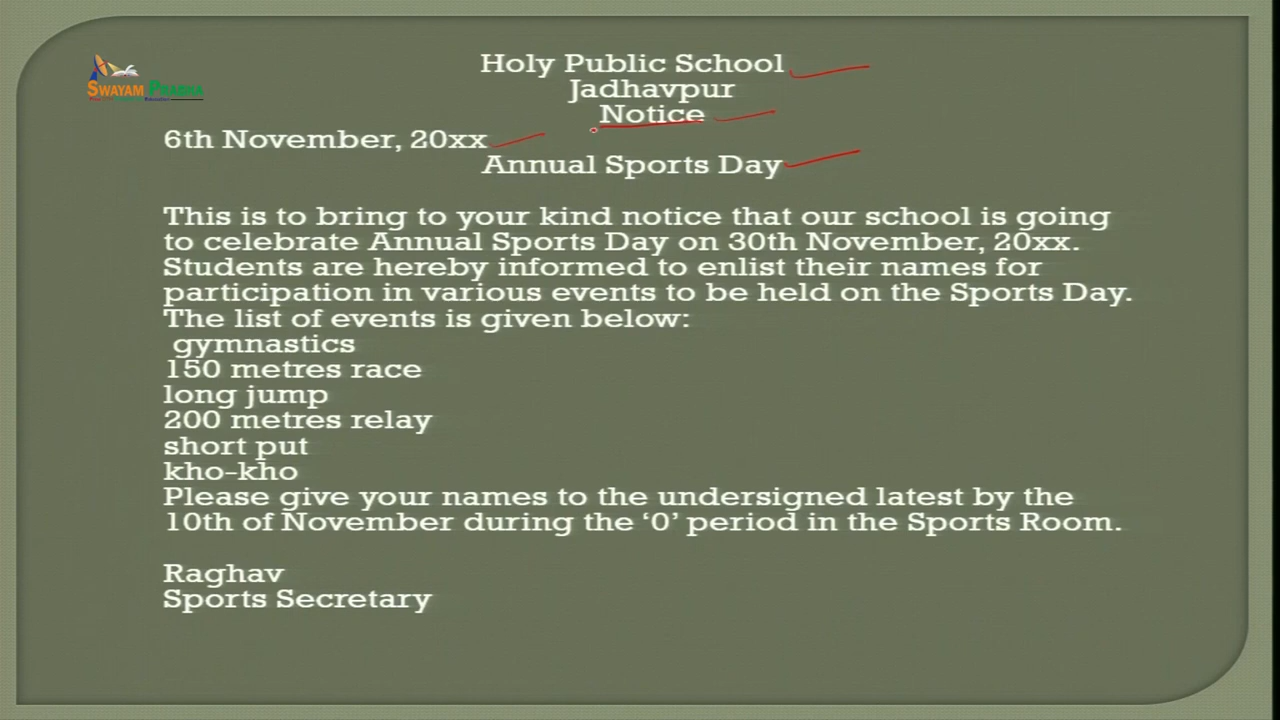 SWAYAM PRABHA
Holy Public School
Jadhavpur
Notice
6th November, 20xx
Annual Sports Day
This is to bring to your kind notice that our school is going
to celebrate Annual Sports Day on 30th November, 20xx.
Students are hereby informed to enlist their names for
participation in various events to be held on the Sports Day.
The list of events is given below:
gymnastics
150 metres race
long jump
200 metres relay
short put
kho-kho
Please give your names to the undersigned latest by the
10th of November during the ‘0’ period in the Sports Room.
Raghav
Sports Secretary